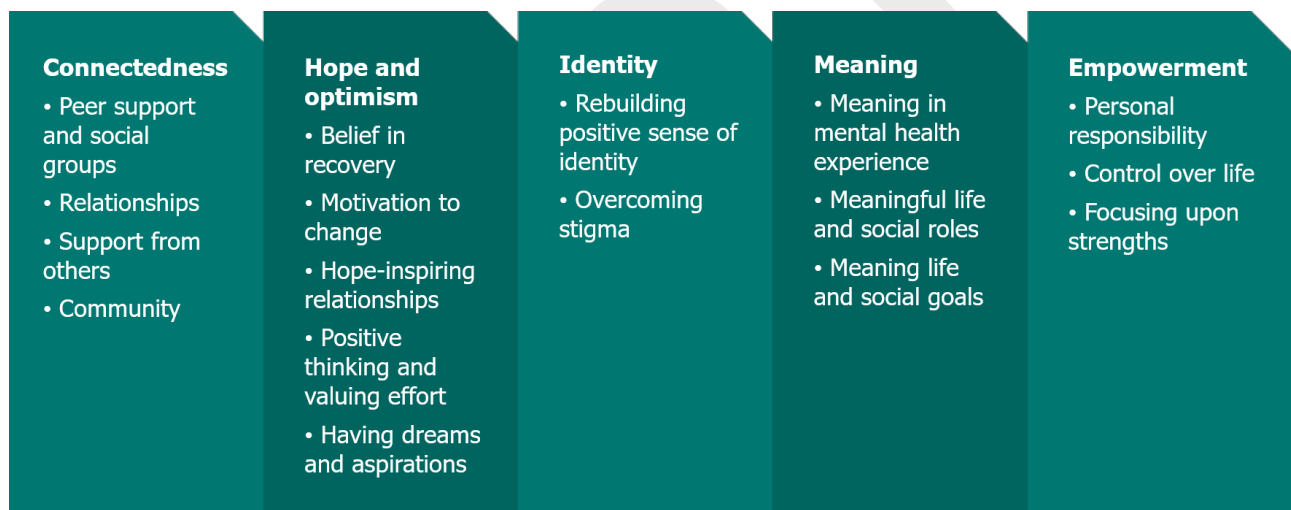 Connectedness
• Peer support
and social
groups
• Relationships
• Support from
others
• Community
Hope and
optimism
• Belief in
recovery
• Motivation to
change
• Hope-inspiring
relationships
• Positive
thinking and
valuing effort
• Having dreams
and aspirations
Identity
• Rebuilding
positive sense of
identity
• Overcoming
stigma
Meaning
• Meaning in
mental health
experience
• Meaningful life
and social roles
• Meaning life
and social goals
Empowerment
• Personal
responsibility
• Control over life
• Focusing upon
strengths